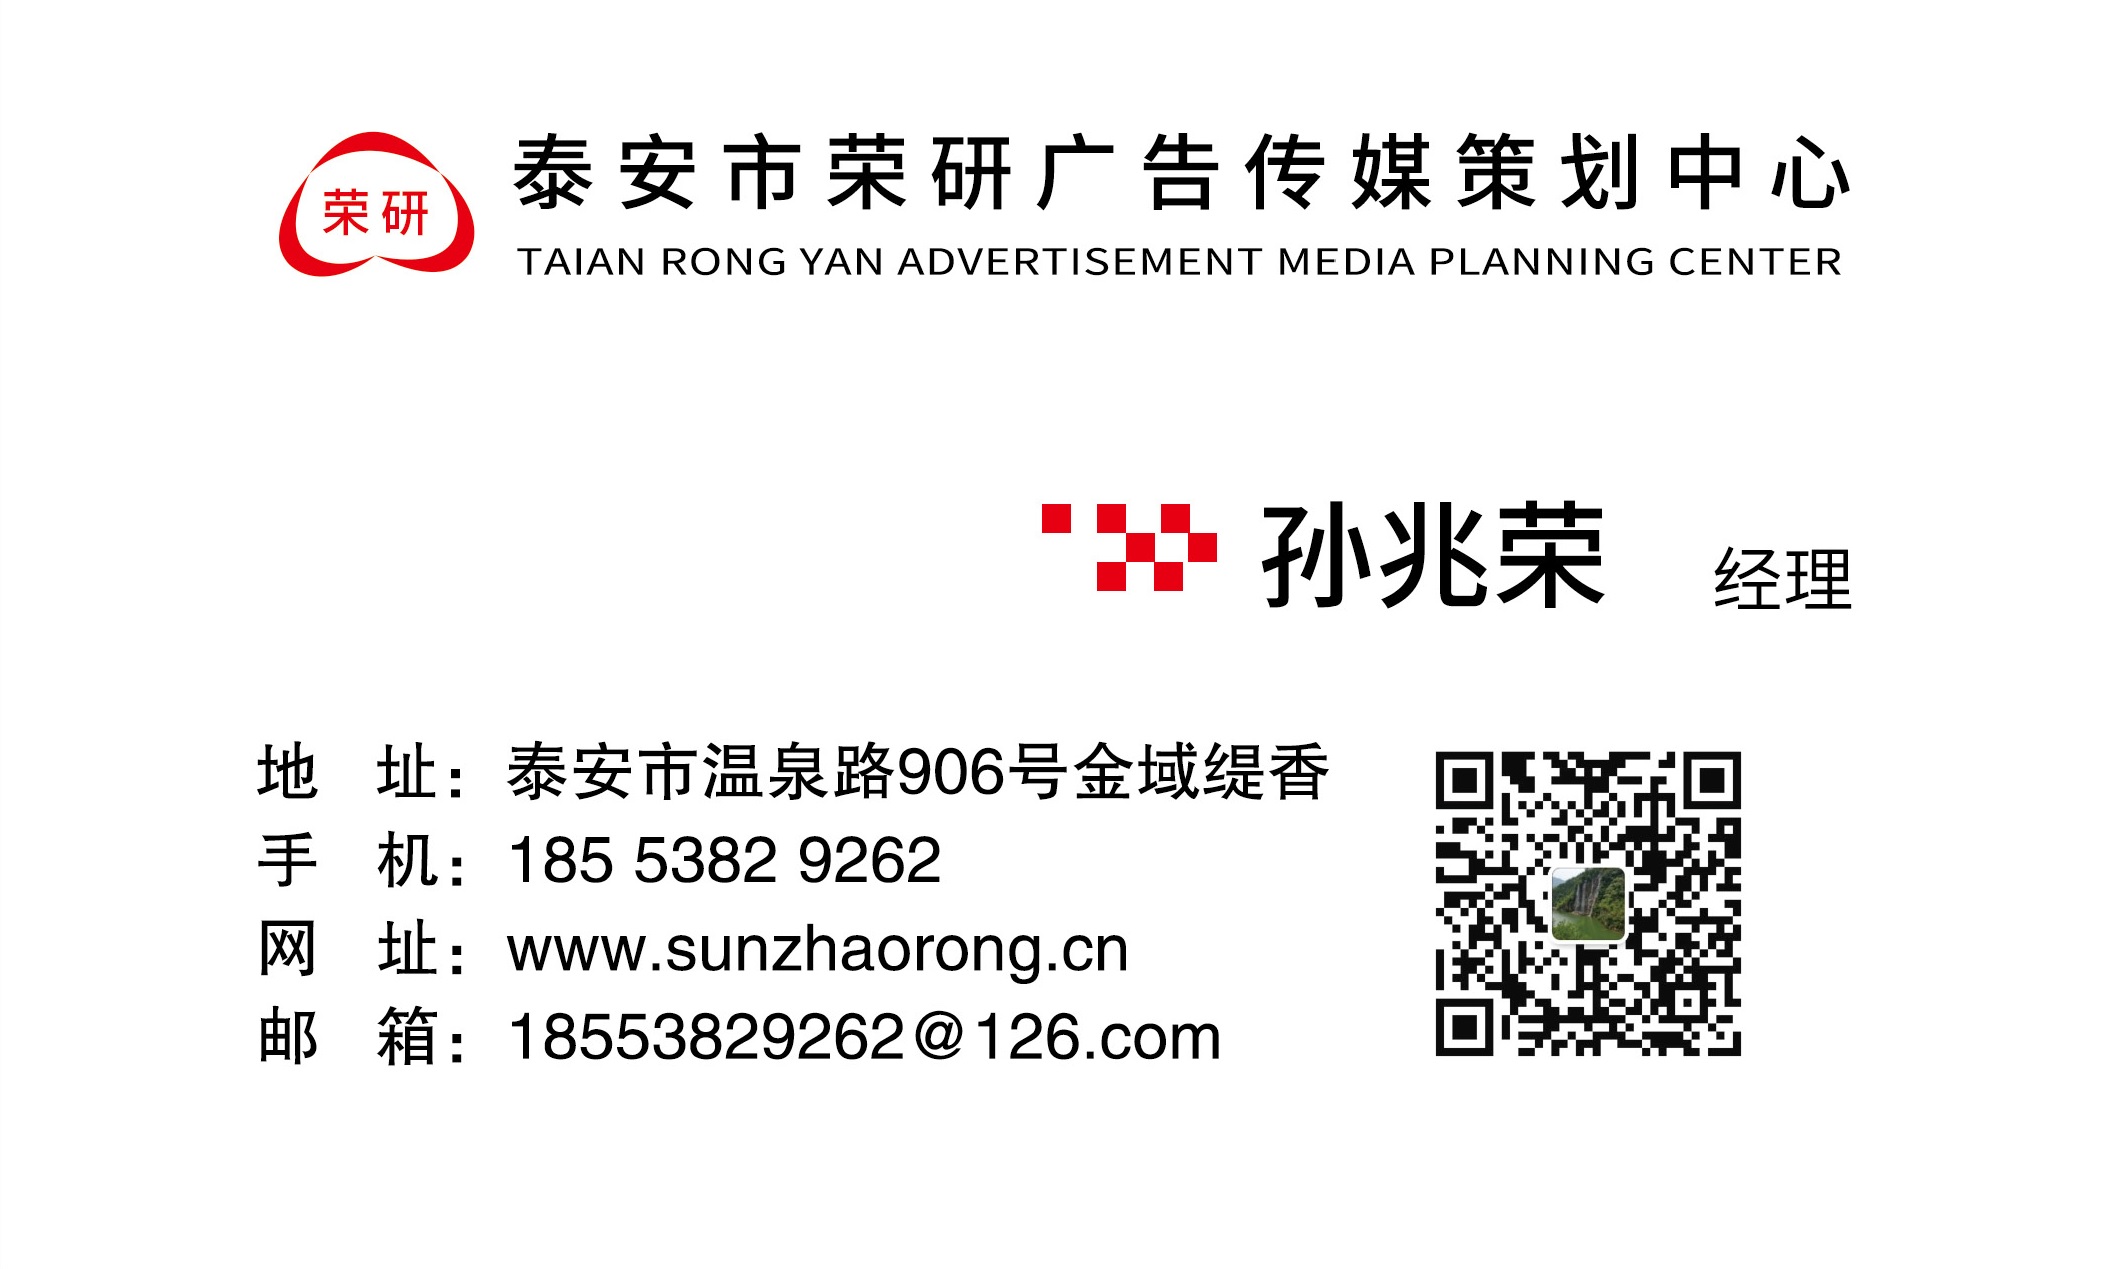 荣研
泰安市荣研广告传媒策划中心
TAIAN RONG YAN ADVERTISEMENT MEDIA PLANNING CENTER
孙兆荣 经理
地 址：泰安市温泉路906号金域缇香
手 机：185 5382 9262
网 址：www.sunzhaorong.cn
邮 箱：18553829262@126.com